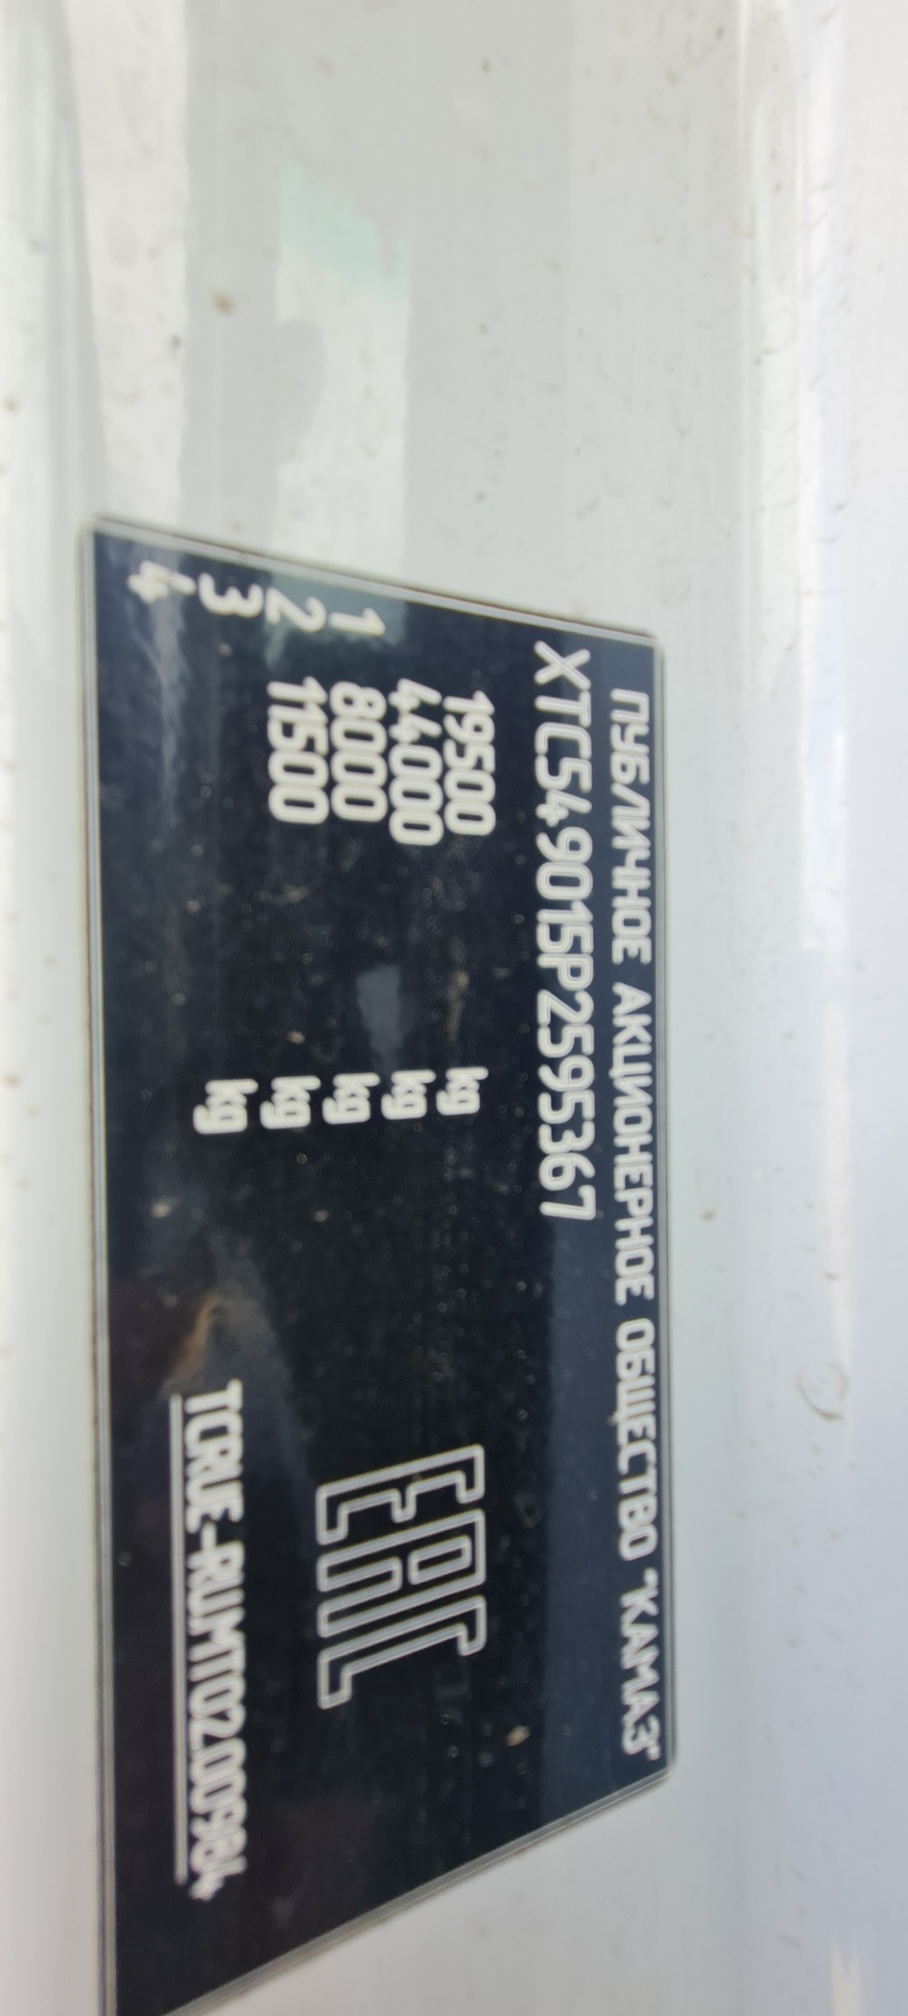 ПУБЛИЧНОЕ АКЦИОНЕРНОЕ ОБЩЕСТВО "КАМАЗ"
XTC549015P2595367
19500 kg
44000 kg
1 8000 kg
2 11500 kg
3 kg
4
EAC
TCRUE-RUMT02.00984